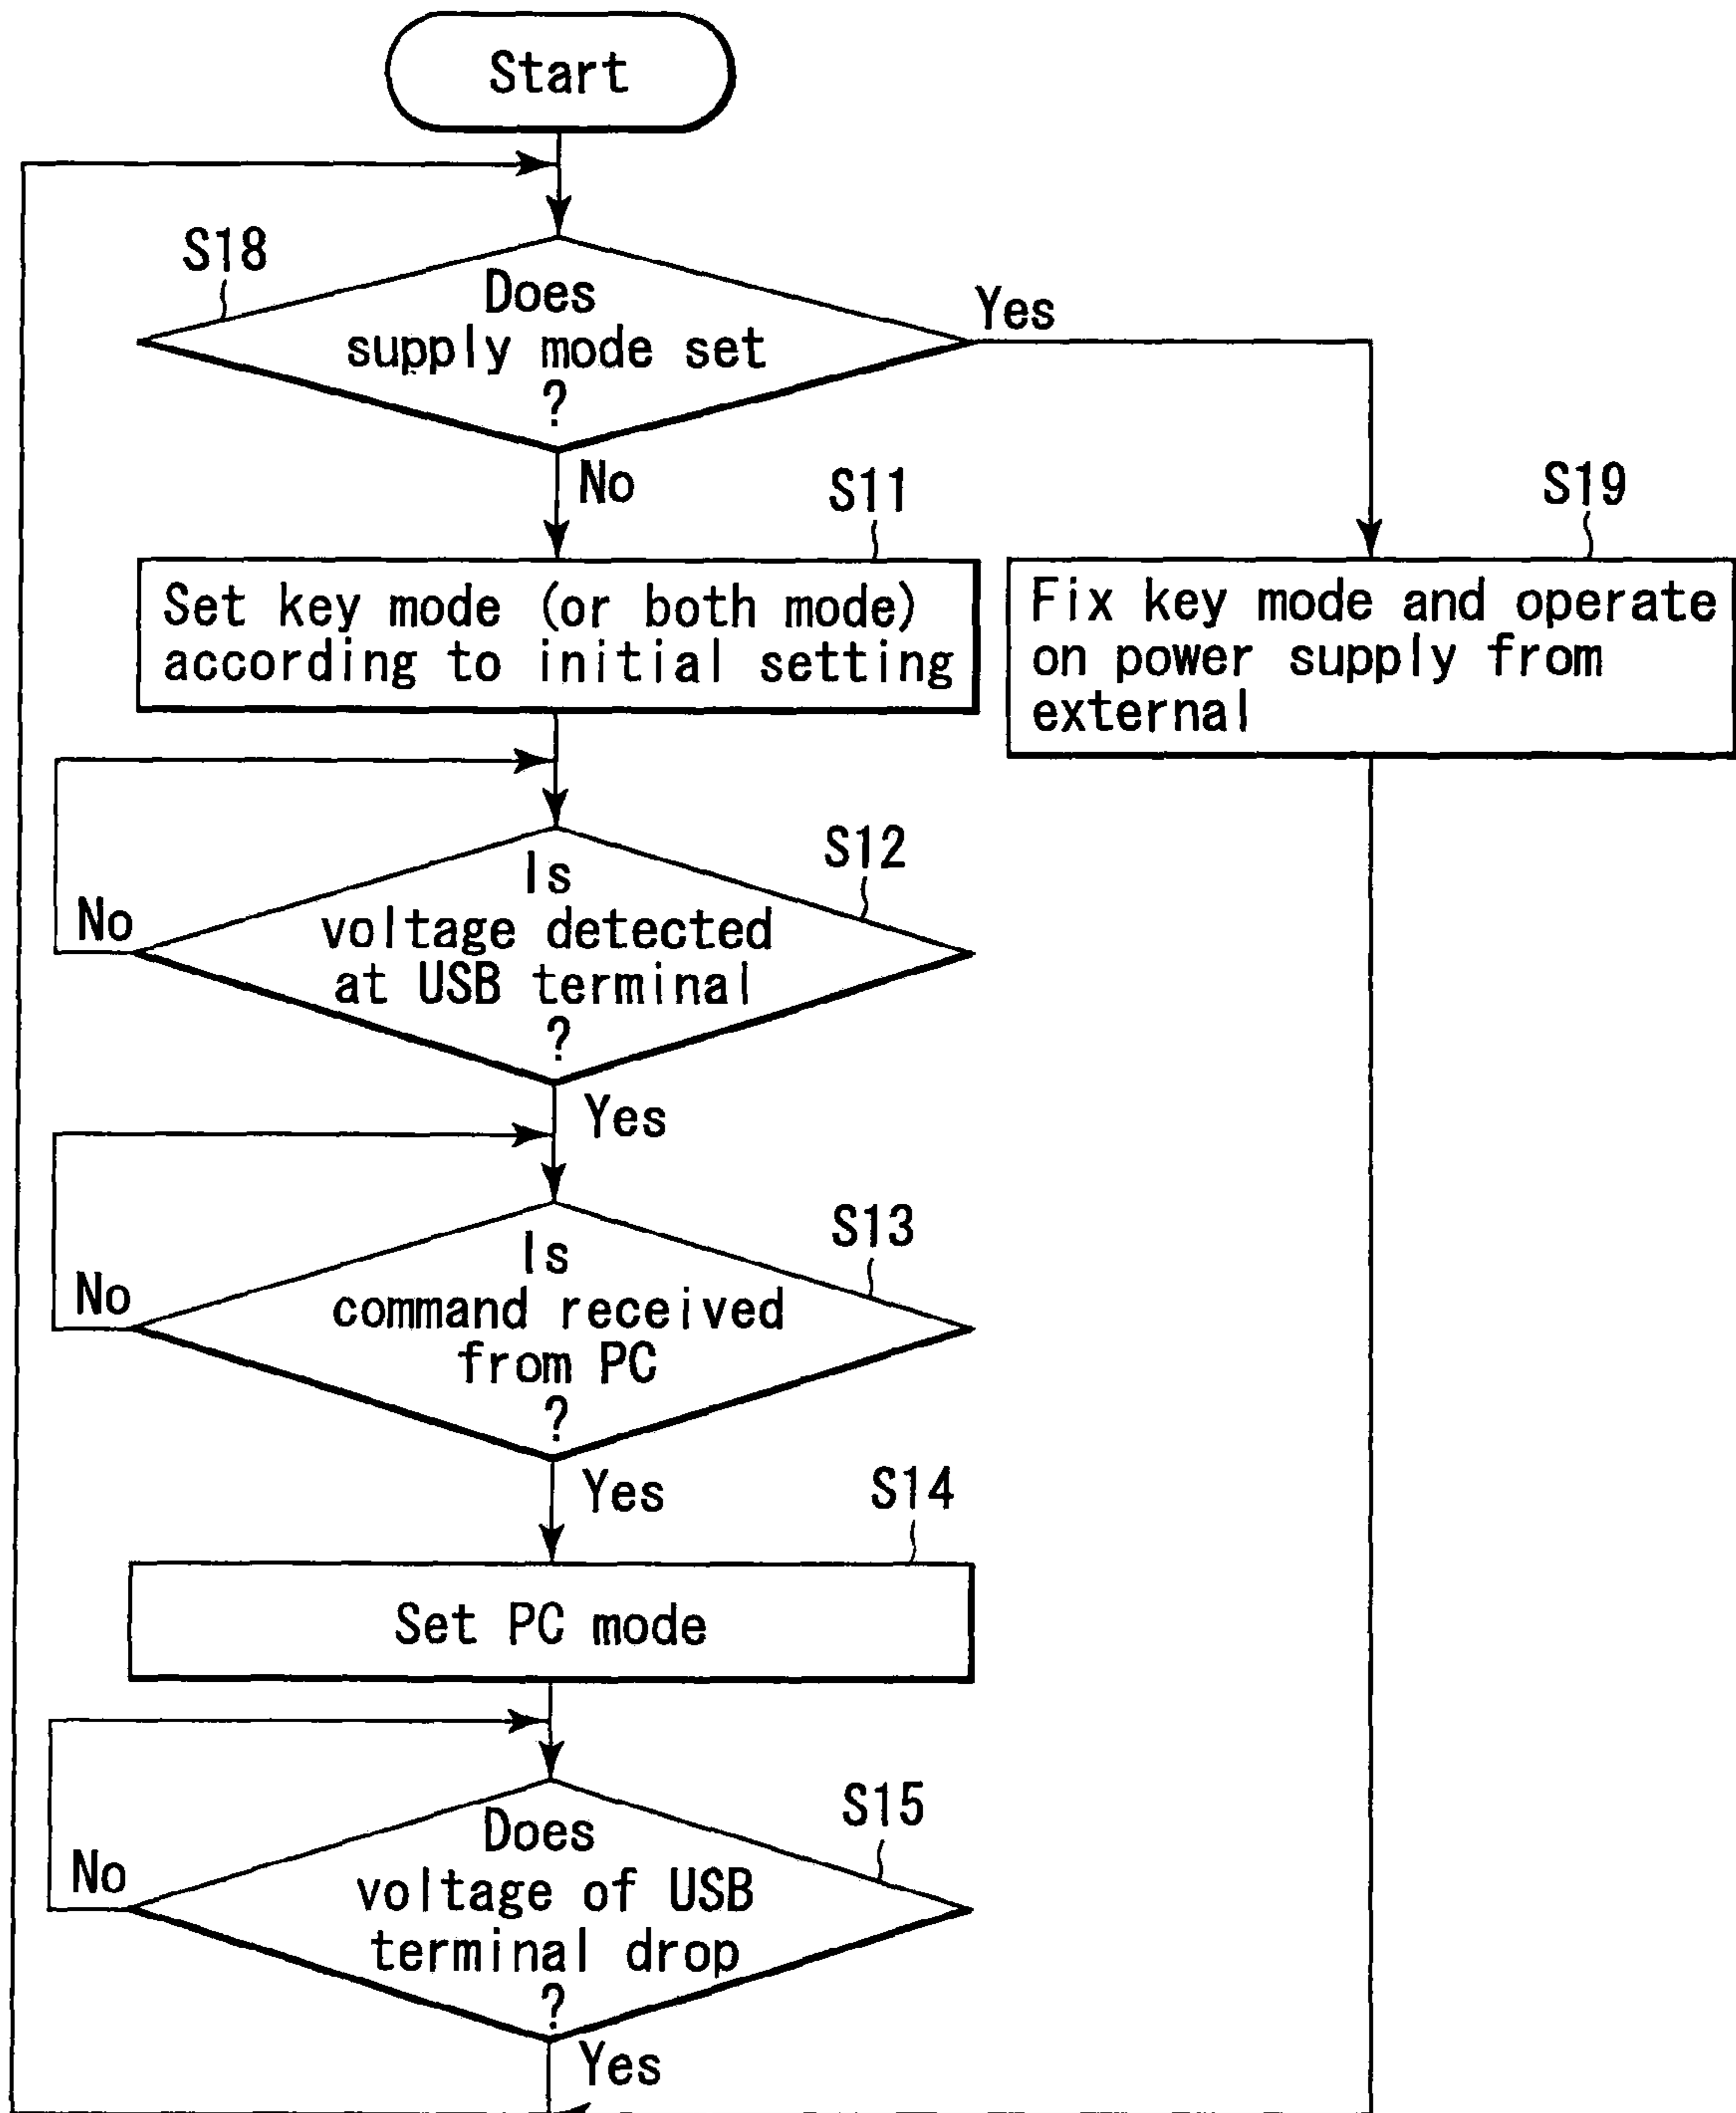 Start
S18
Does
supply mode set
?
Yes
No
S11
S19
Set key mode (or both mode)
according to initial setting
Fix key mode and operate
on power supply from
external
S12
Is
voltage detected
at USB terminal
?
No
Yes
S13
Is
command received
from PC
?
No
Yes
S14
Set PC mode
S15
Does
voltage of USB
terminal drop
?
No
Yes